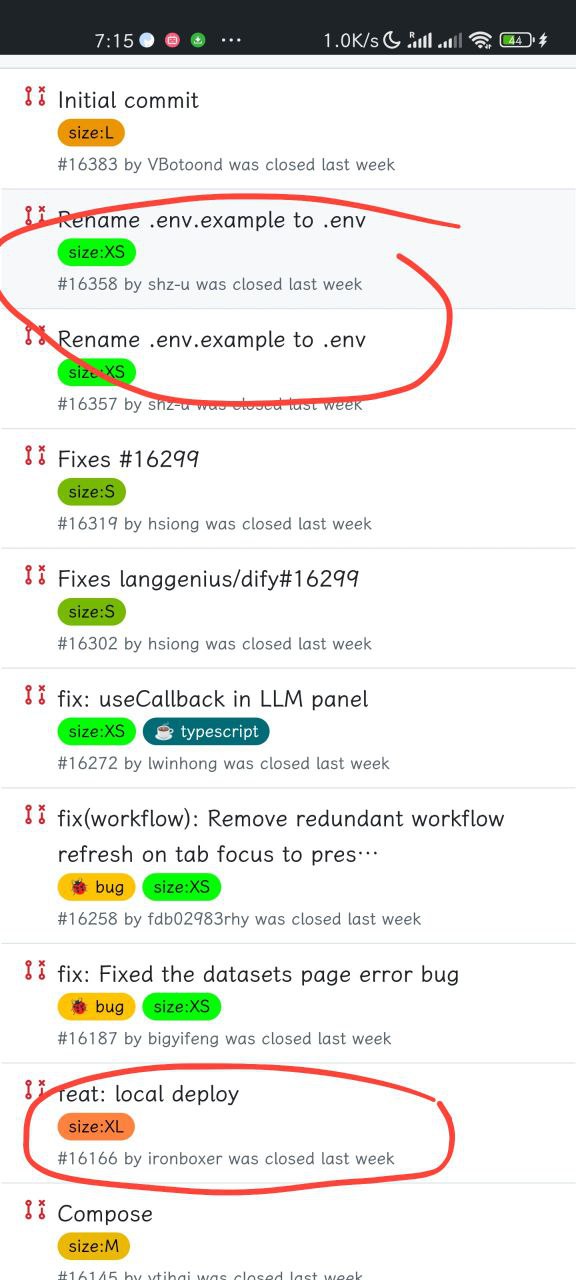 7:15 ··· 1.0K/s R 44
Initial commit
size:L
#16383 by VBotoond was closed last week
Rename .env.example to .env
size:XS
#16358 by shz-u was closed last week
Rename .env.example to .env
size:XS
#16357 by shz-u was closed last week
Fixes #16299
size:S
#16319 by hsiong was closed last week
Fixes langgenius/dify#16299
size:S
#16302 by hsiong was closed last week
fix: useCallback in LLM panel
size:XS ☕ typescript
#16272 by lwinhong was closed last week
fix(workflow): Remove redundant workflow
refresh on tab focus to pres···
🐞 bug size:XS
#16258 by fdb02983rhy was closed last week
fix: Fixed the datasets page error bug
🐞 bug size:XS
#16187 by bigyifeng was closed last week
feat: local deploy
size:XL
#16166 by ironboxer was closed last week
Compose
size:M
#16145 by ytihai was closed last week